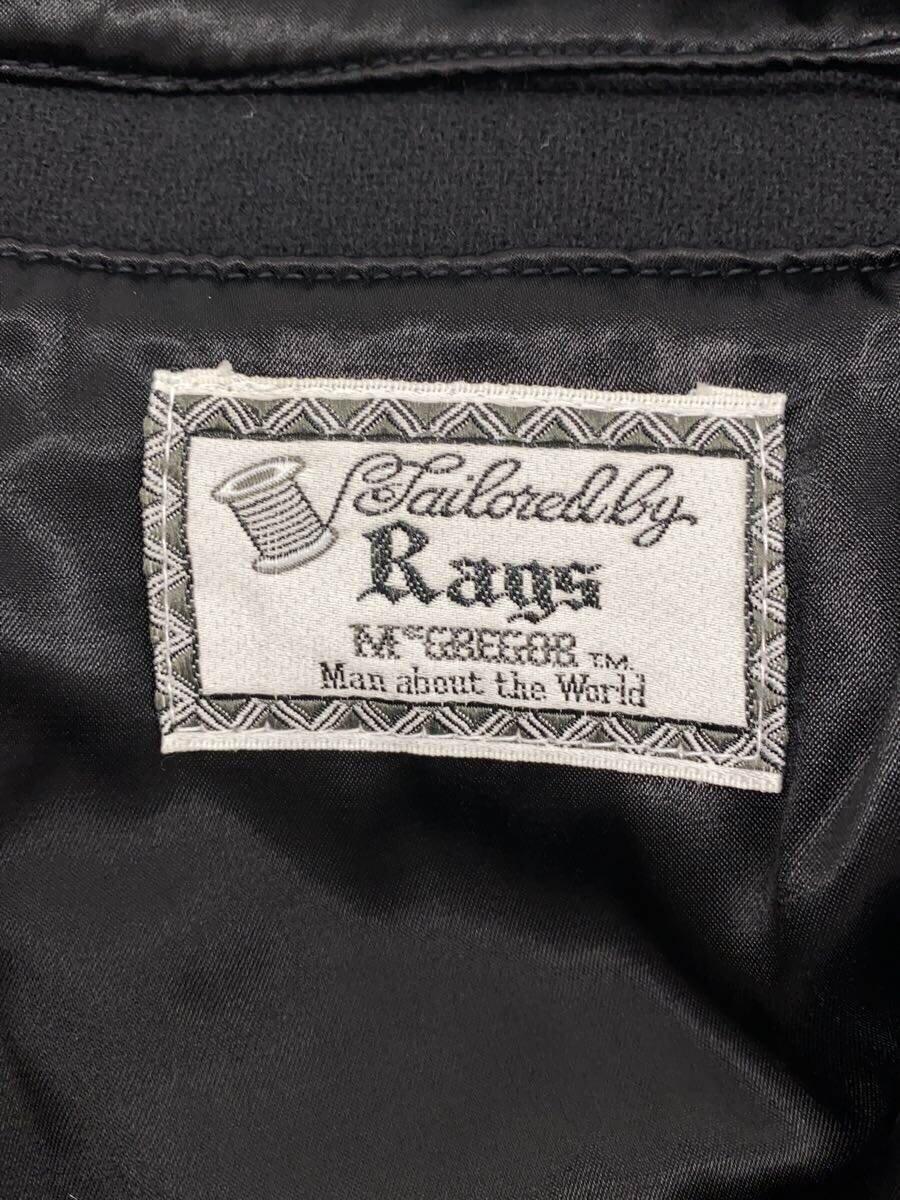 Tailored by
Rags
McGREGOR T.M.
Man about the World